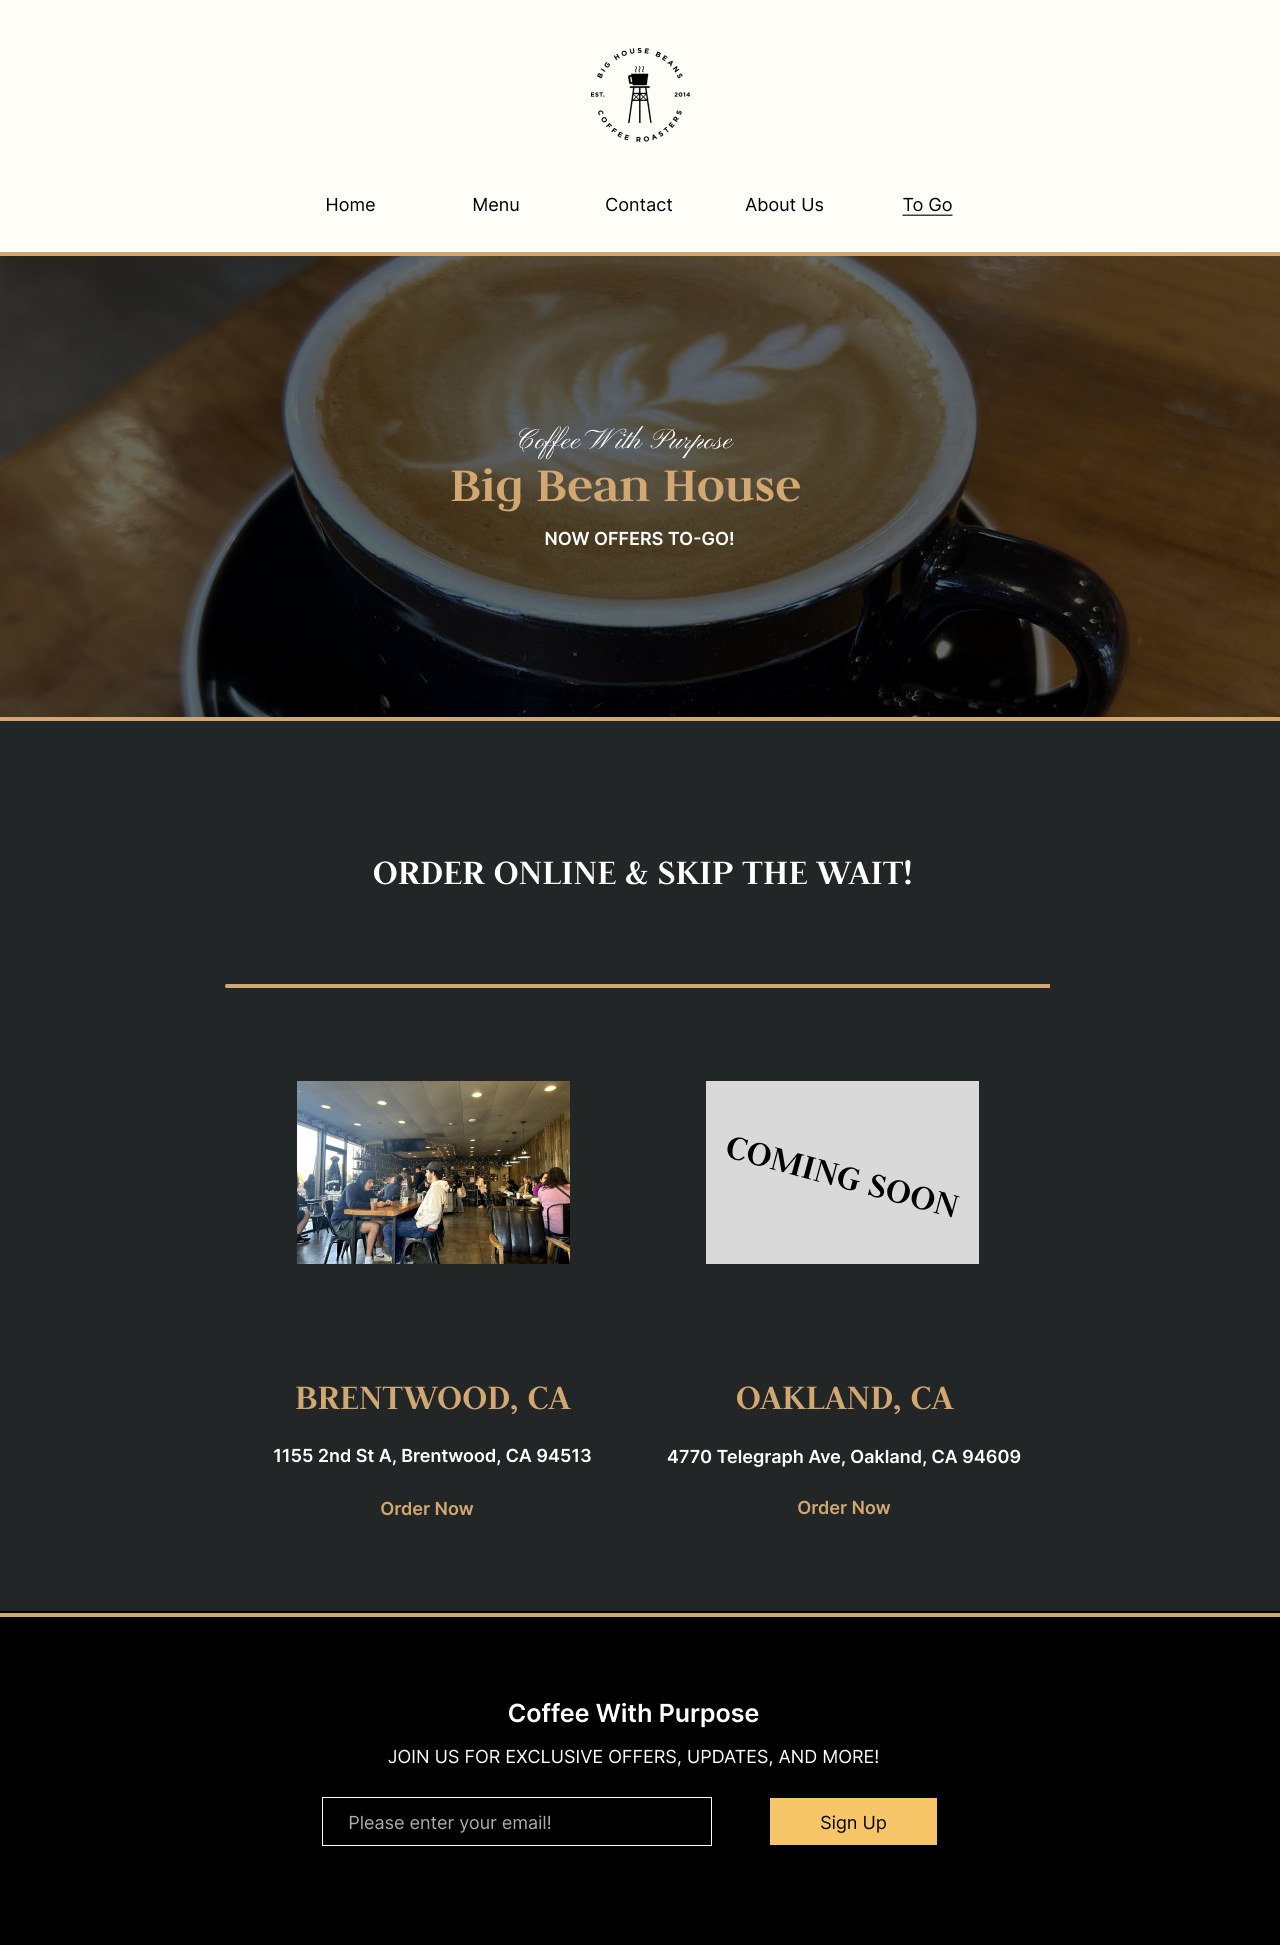 BIG HOUSE BEANS
EST. 2014
COFFEE ROASTERS
Home Menu Contact About Us To Go
Coffee With Purpose
Big Bean House
NOW OFFERS TO-GO!
ORDER ONLINE & SKIP THE WAIT!
COMING SOON
BRENTWOOD, CA
1155 2nd St A, Brentwood, CA 94513
Order Now
OAKLAND, CA
4770 Telegraph Ave, Oakland, CA 94609
Order Now
Coffee With Purpose
JOIN US FOR EXCLUSIVE OFFERS, UPDATES, AND MORE!
Please enter your email!
Sign Up